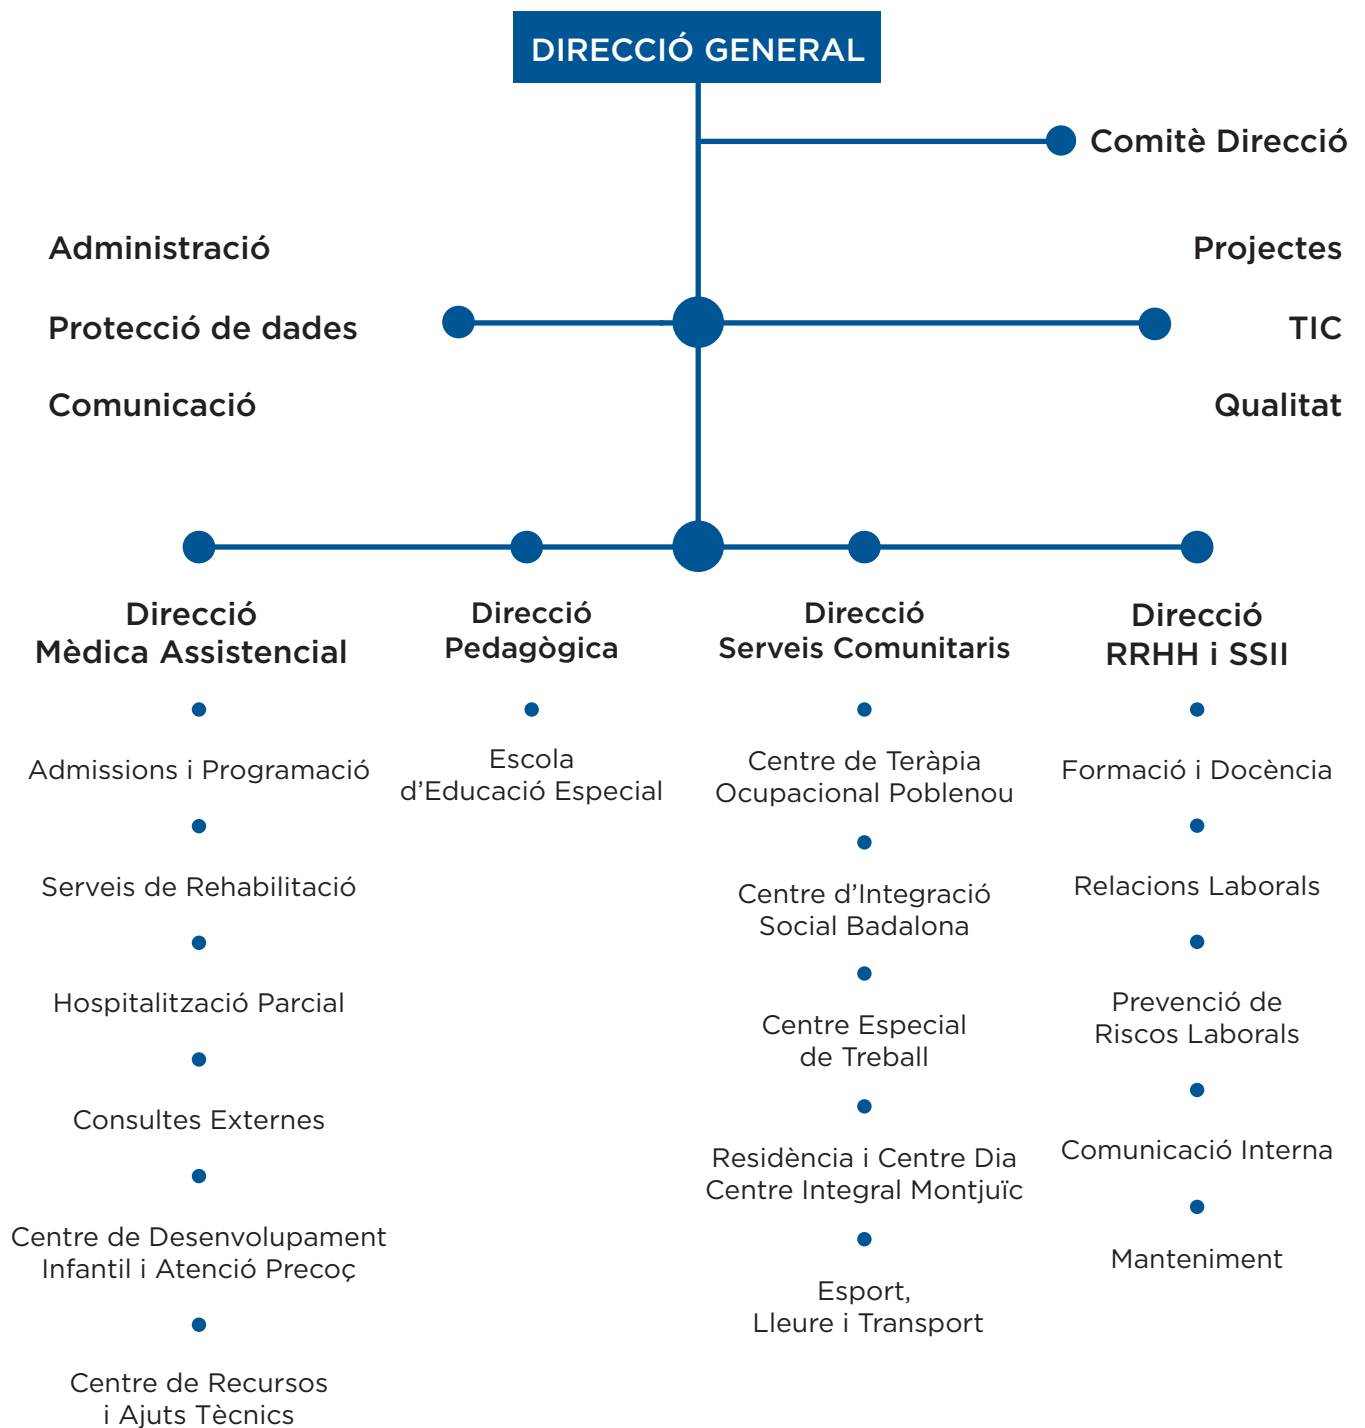 DIRECCIÓ GENERAL
Comitè Direcció
Administració
Protecció de dades
Comunicació
Projectes
TIC
Qualitat
Direcció
Mèdica Assistencial
Admissions i Programació
Serveis de Rehabilitació
Hospitalització Parcial
Consultes Externes
Centre de Desenvolupament
Infantil i Atenció Precoç
Centre de Recursos
i Ajuts Tècnics
Direcció
Pedagògica
Escola
d’Educació Especial
Direcció
Serveis Comunitaris
Centre de Teràpia
Ocupacional Poblenou
Centre d’Integració
Social Badalona
Centre Especial
de Treball
Residència i Centre Dia
Centre Integral Montjuïc
Esport,
Lleure i Transport
Direcció
RRHH i SSII
Formació i Docència
Relacions Laborals
Prevenció de
Riscos Laborals
Comunicació Interna
Manteniment